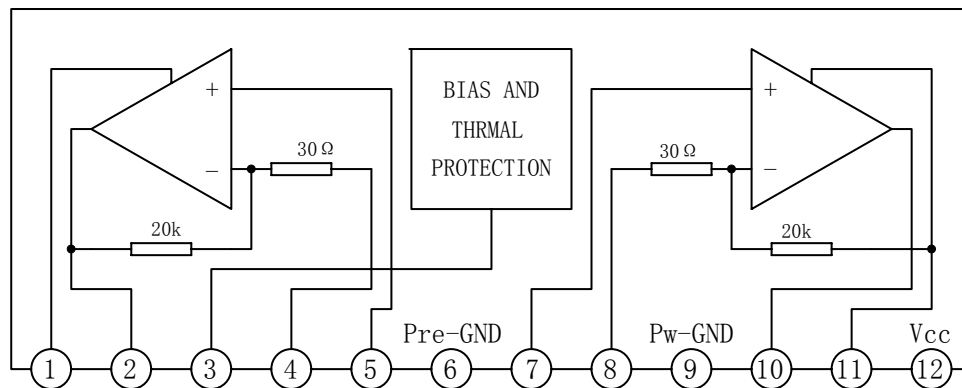 BIAS AND
THRMAL
PROTECTION
+
+
30Ω
30Ω
−
−
20k
20k
Pre-GND
Pw-GND
Vcc
1 2 3 4 5 6 7 8 9 10 11 12